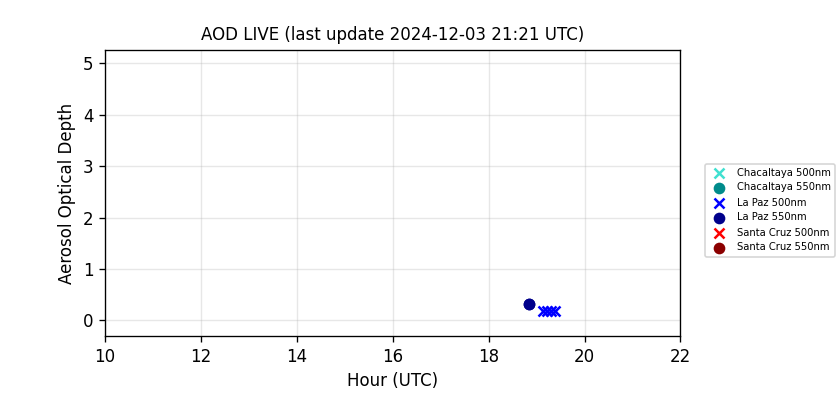 AOD LIVE (last update 2024-12-03 21:21 UTC)
5
4
3
2
1
0
Aerosol Optical Depth
10 12 14 16 18 20 22
Hour (UTC)
Chacaltaya 500nm
Chacaltaya 550nm
La Paz 500nm
La Paz 550nm
Santa Cruz 500nm
Santa Cruz 550nm